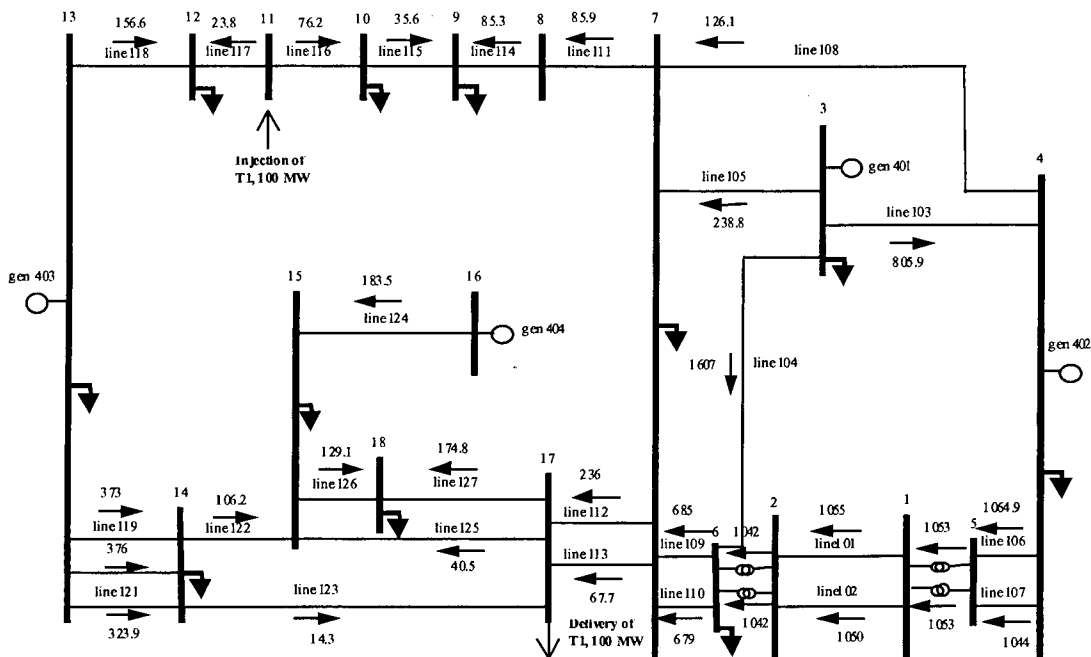 13 156.6 12 23.8 11 76.2 10 35.6 9 85.3 8 85.9 7 126.1
line 118 line 117 line 116 line 115 line 114 line 111 line 108
3
4
Injection of
T1, 100 MW
gen 401
line 105
line 103
238.8
805.9
gen 403
15
183.5
16
line 124
gen 404
1607
line 104
gen 402
129.1
18
174.8
17
line 126
line 127
236
373
14
106.2
line 112
685
6
1042
2
1055
1
1053
5
1064.9
line 119
line 122
line 125
line 109
line 101
line 106
376
40.5
line 113
line 121
line 123
67.7
line 110
line 102
line 107
323.9
14.3
Delivery of
T1, 100 MW
679
1042
1050
1053
1044